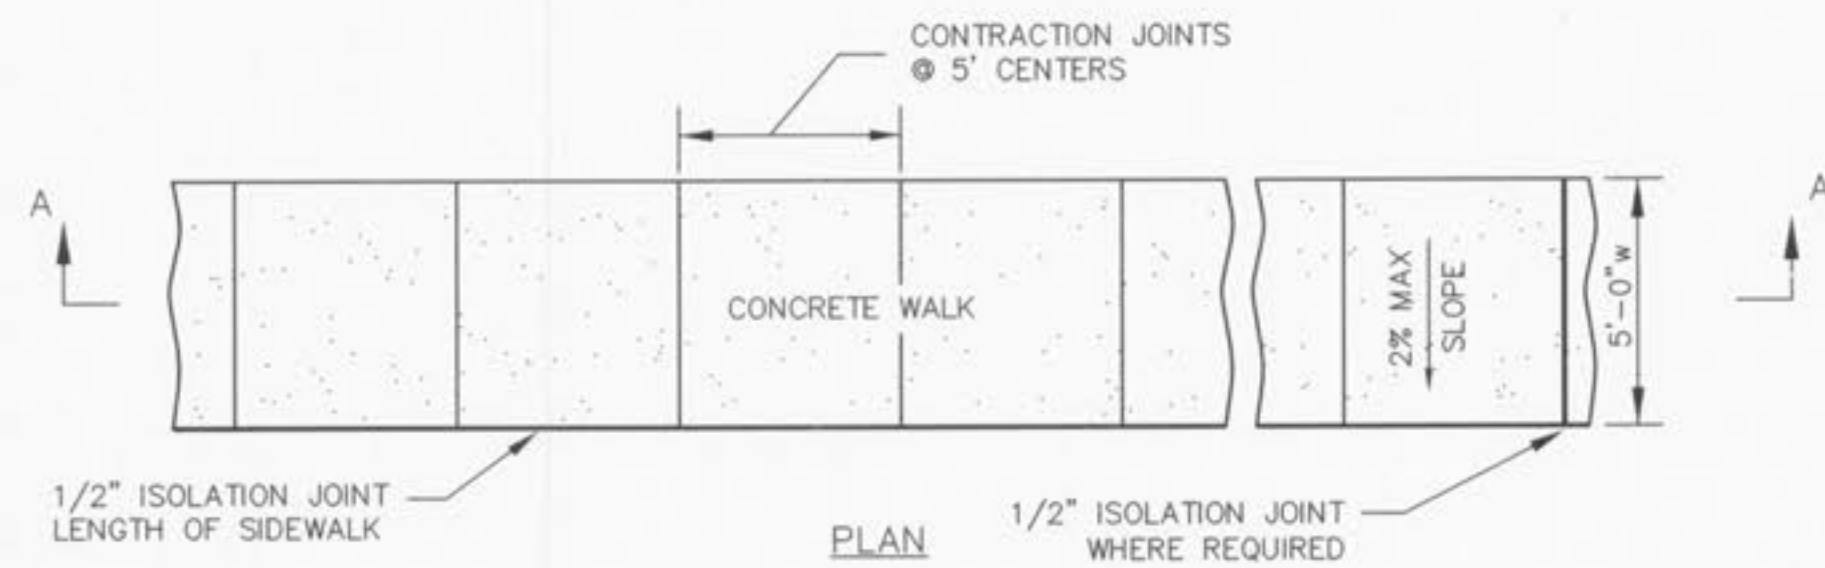 CONTRACTION JOINTS
@ 5' CENTERS
A
A
CONCRETE WALK
2% MAX
SLOPE
5'-0"w
1/2" ISOLATION JOINT
LENGTH OF SIDEWALK
1/2" ISOLATION JOINT
WHERE REQUIRED
PLAN